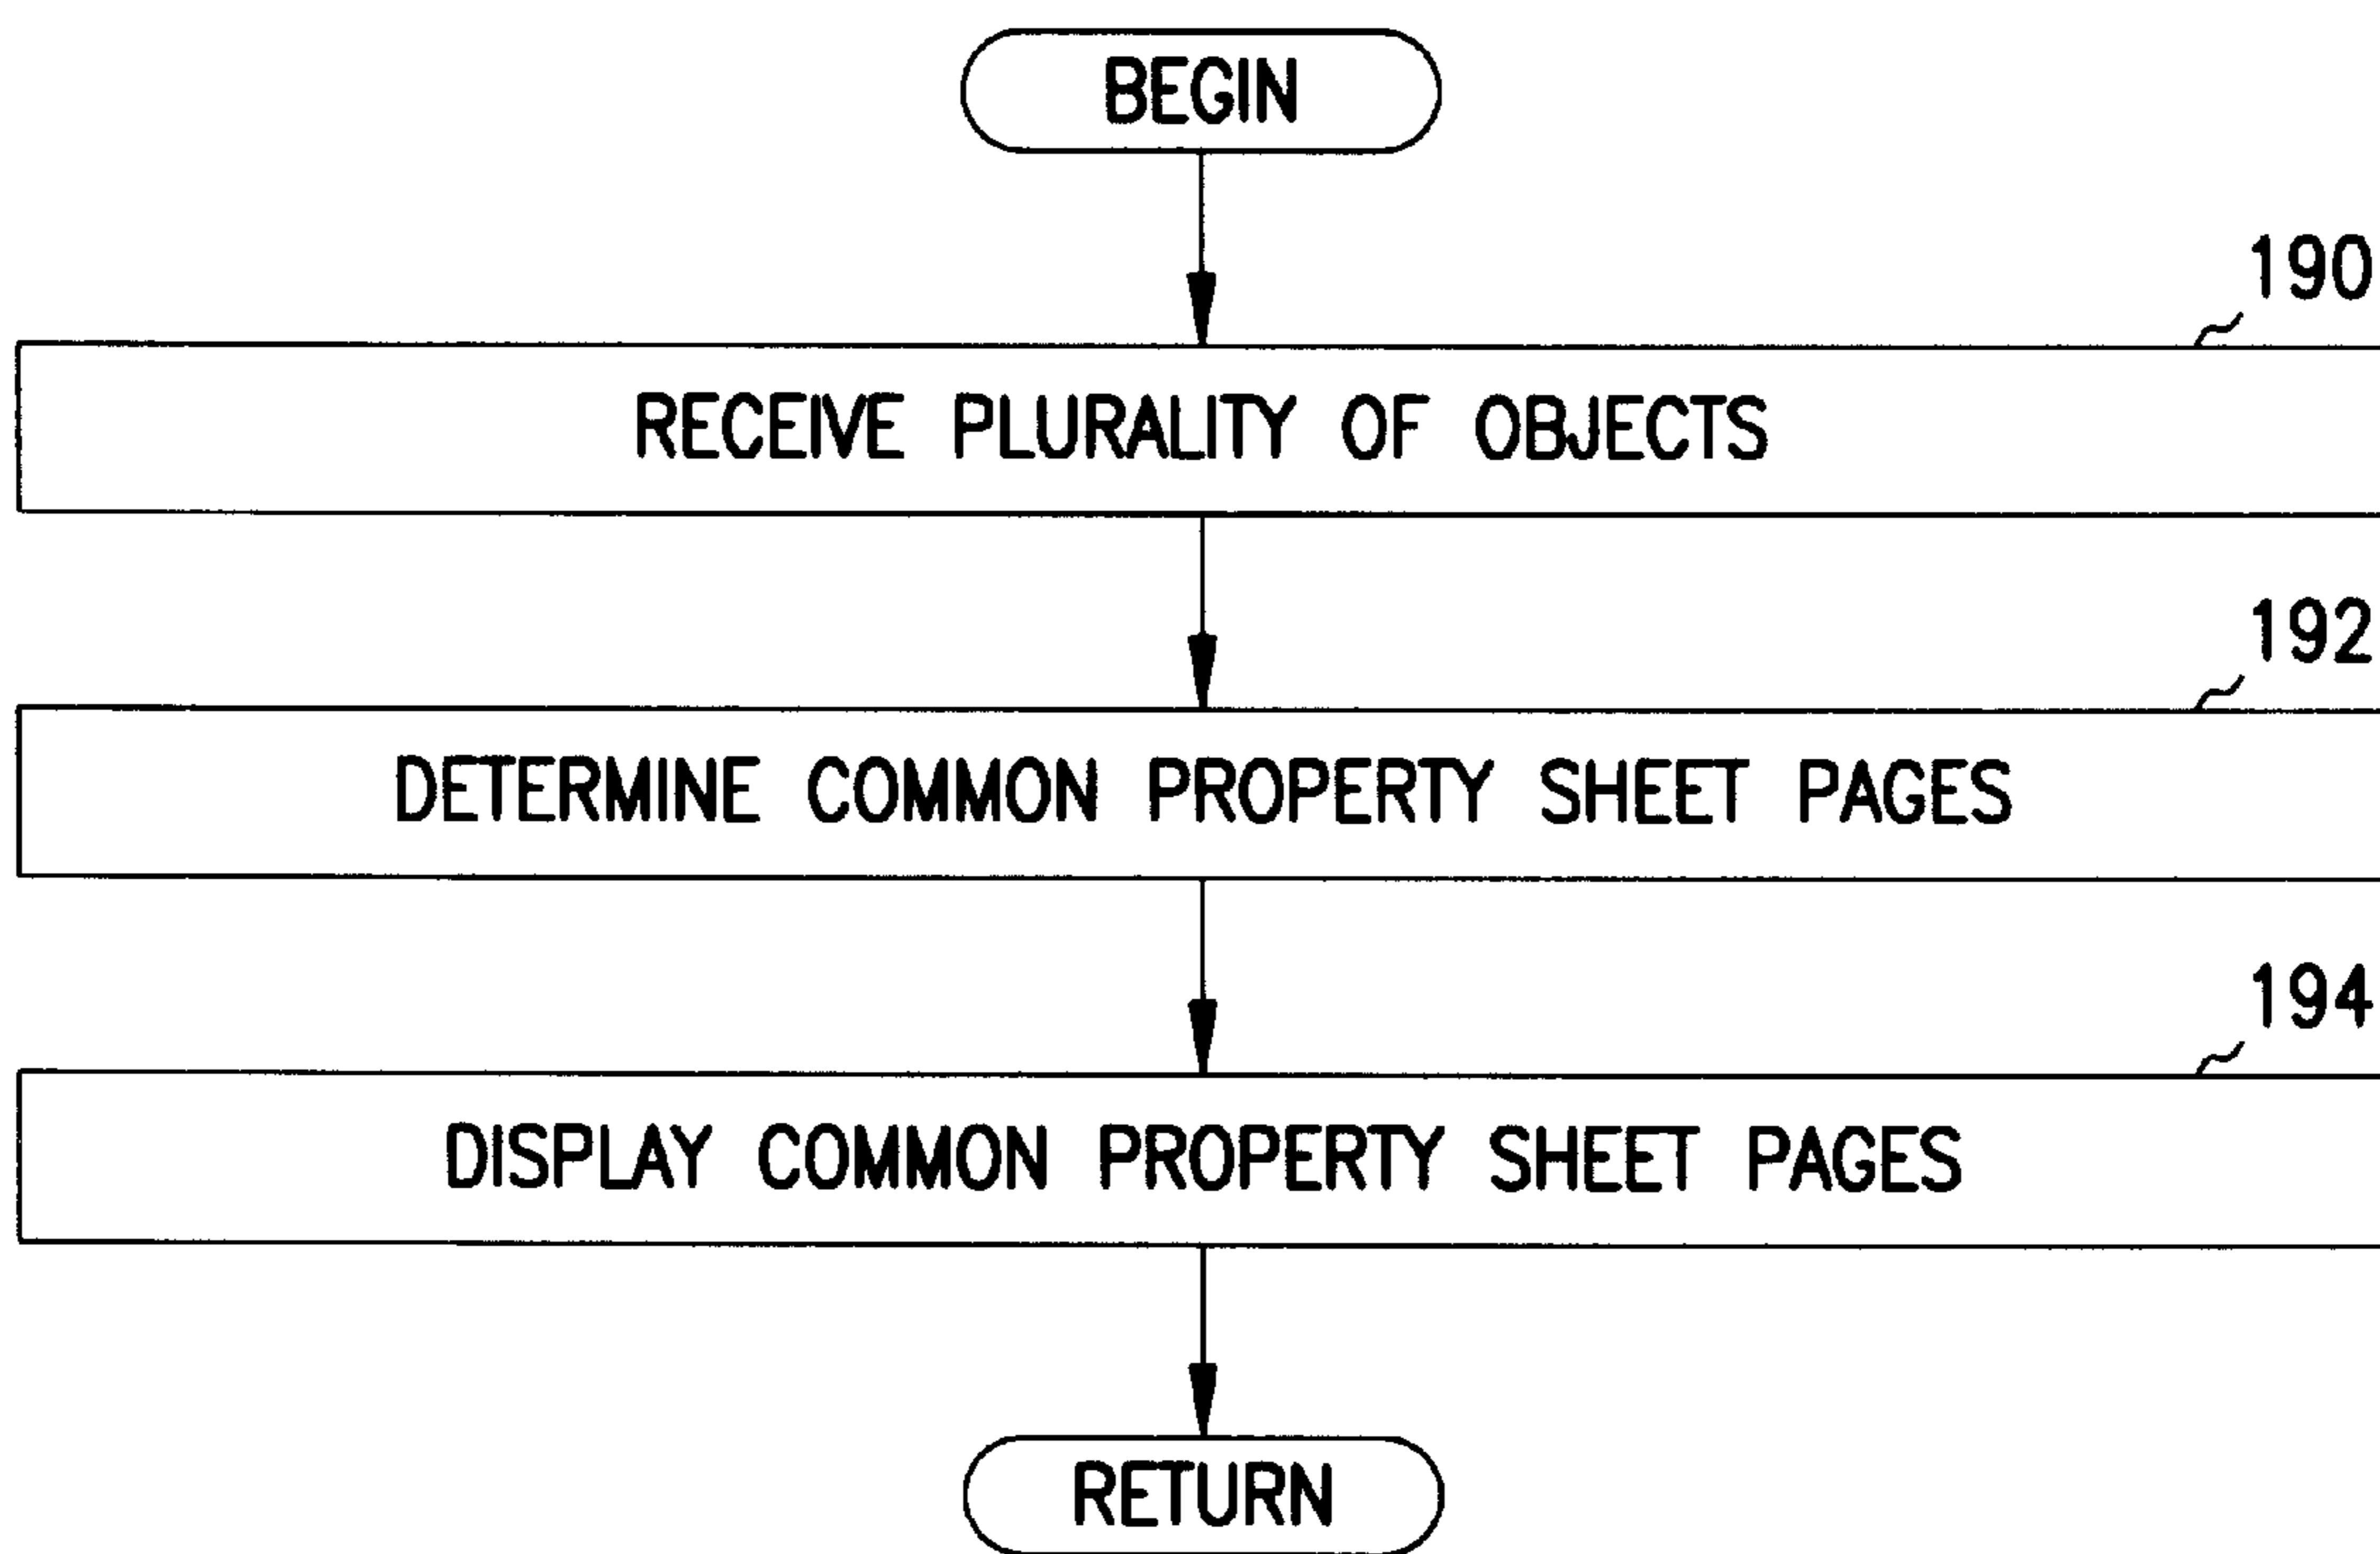 BEGIN
190
RECEIVE PLURALITY OF OBJECTS
192
DETERMINE COMMON PROPERTY SHEET PAGES
194
DISPLAY COMMON PROPERTY SHEET PAGES
RETURN